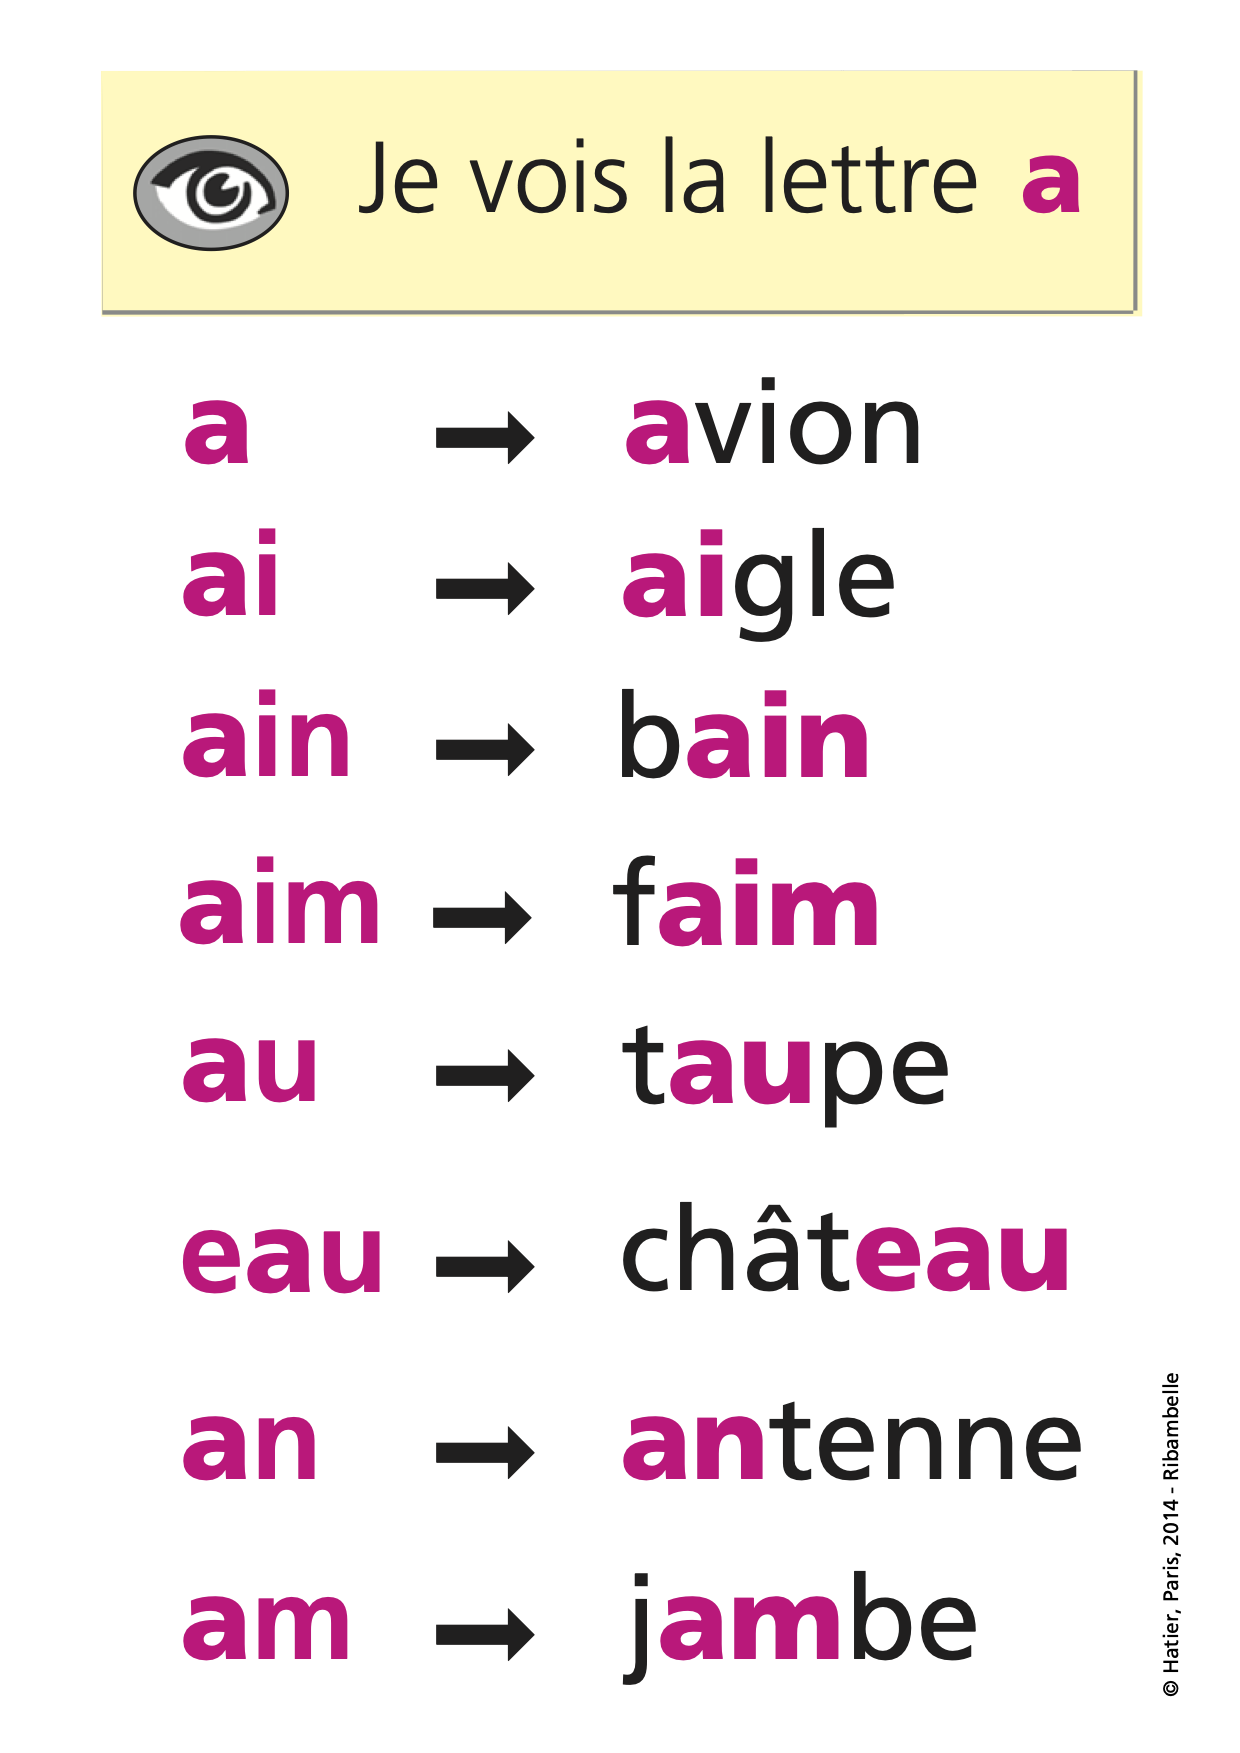 Je vois la lettre a
a → avion
ai → aigle
ain → bain
aim → faim
au → taupe
eau → château
an → antenne
am → jambe
© Hatier, Paris, 2014 - Ribambelle